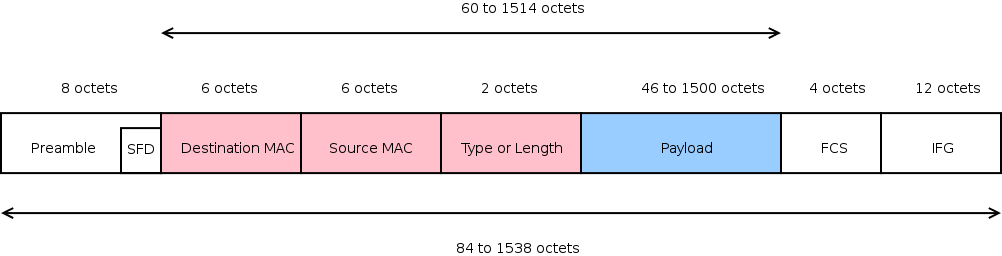 60 to 1514 octets
8 octets 6 octets 6 octets 2 octets 46 to 1500 octets 4 octets 12 octets
Preamble SFD Destination MAC Source MAC Type or Length Payload FCS IFG
84 to 1538 octets